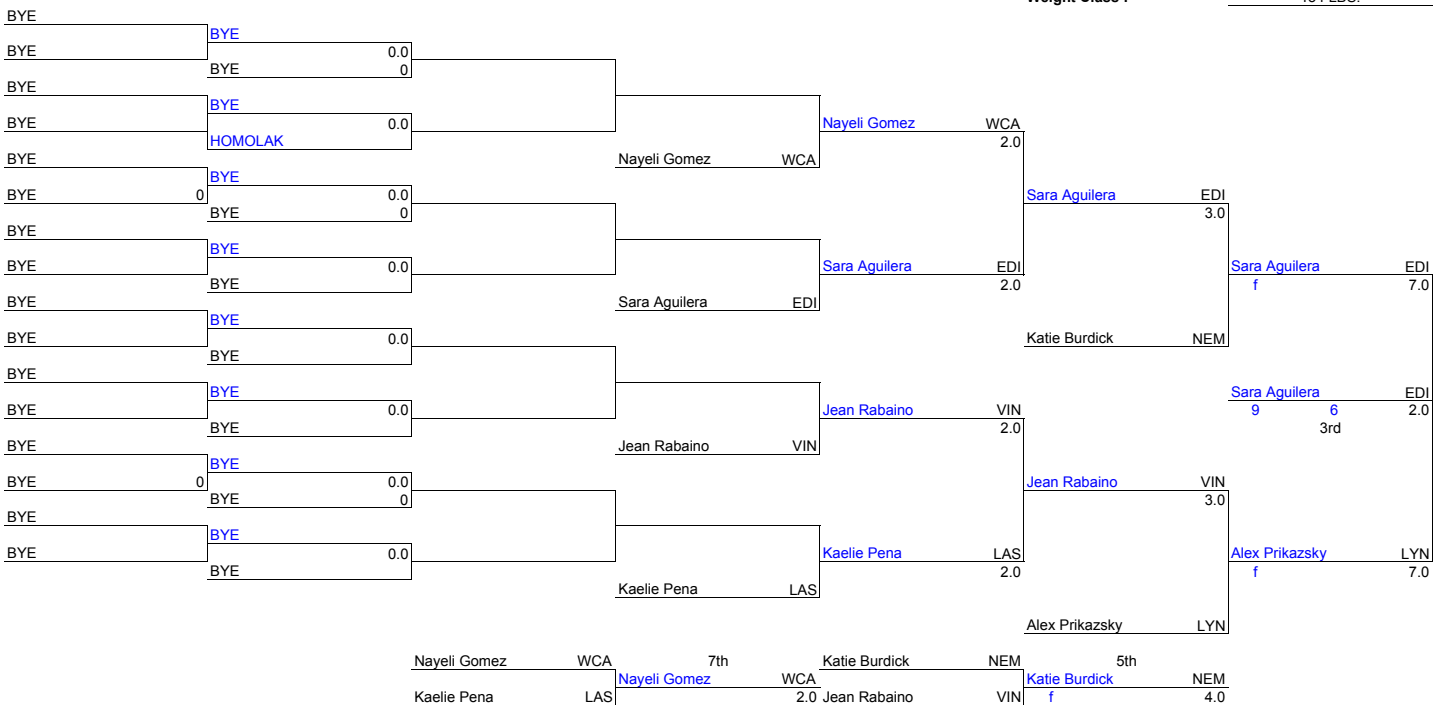 Weight Class :
BYE
BYE
BYE 0.0
BYE BYE 0
BYE
BYE
BYE 0.0 Nayeli Gomez WCA
HOMOLAK 2.0
BYE Nayeli Gomez WCA
BYE
BYE 0 0.0 Sara Aguilera EDI
BYE 0 3.0
BYE
BYE
BYE 0.0 Sara Aguilera EDI Sara Aguilera EDI
BYE 2.0 f 7.0
BYE Sara Aguilera EDI
BYE
BYE 0.0 Katie Burdick NEM
BYE
BYE
BYE Sara Aguilera EDI
BYE 0.0 Jean Rabaino VIN 9 6 2.0
BYE 2.0 3rd
BYE Jean Rabaino VIN
BYE
BYE 0 0.0 Jean Rabaino VIN
BYE 0 3.0
BYE
BYE
BYE 0.0 Kaelie Pena LAS Alex Prikazsky LYN
BYE 2.0 f 7.0
Kaelie Pena LAS
Alex Prikazsky LYN
Nayeli Gomez WCA 7th Katie Burdick NEM 5th
Nayeli Gomez WCA Katie Burdick NEM
Kaelie Pena LAS 2.0 Jean Rabaino VIN f 4.0